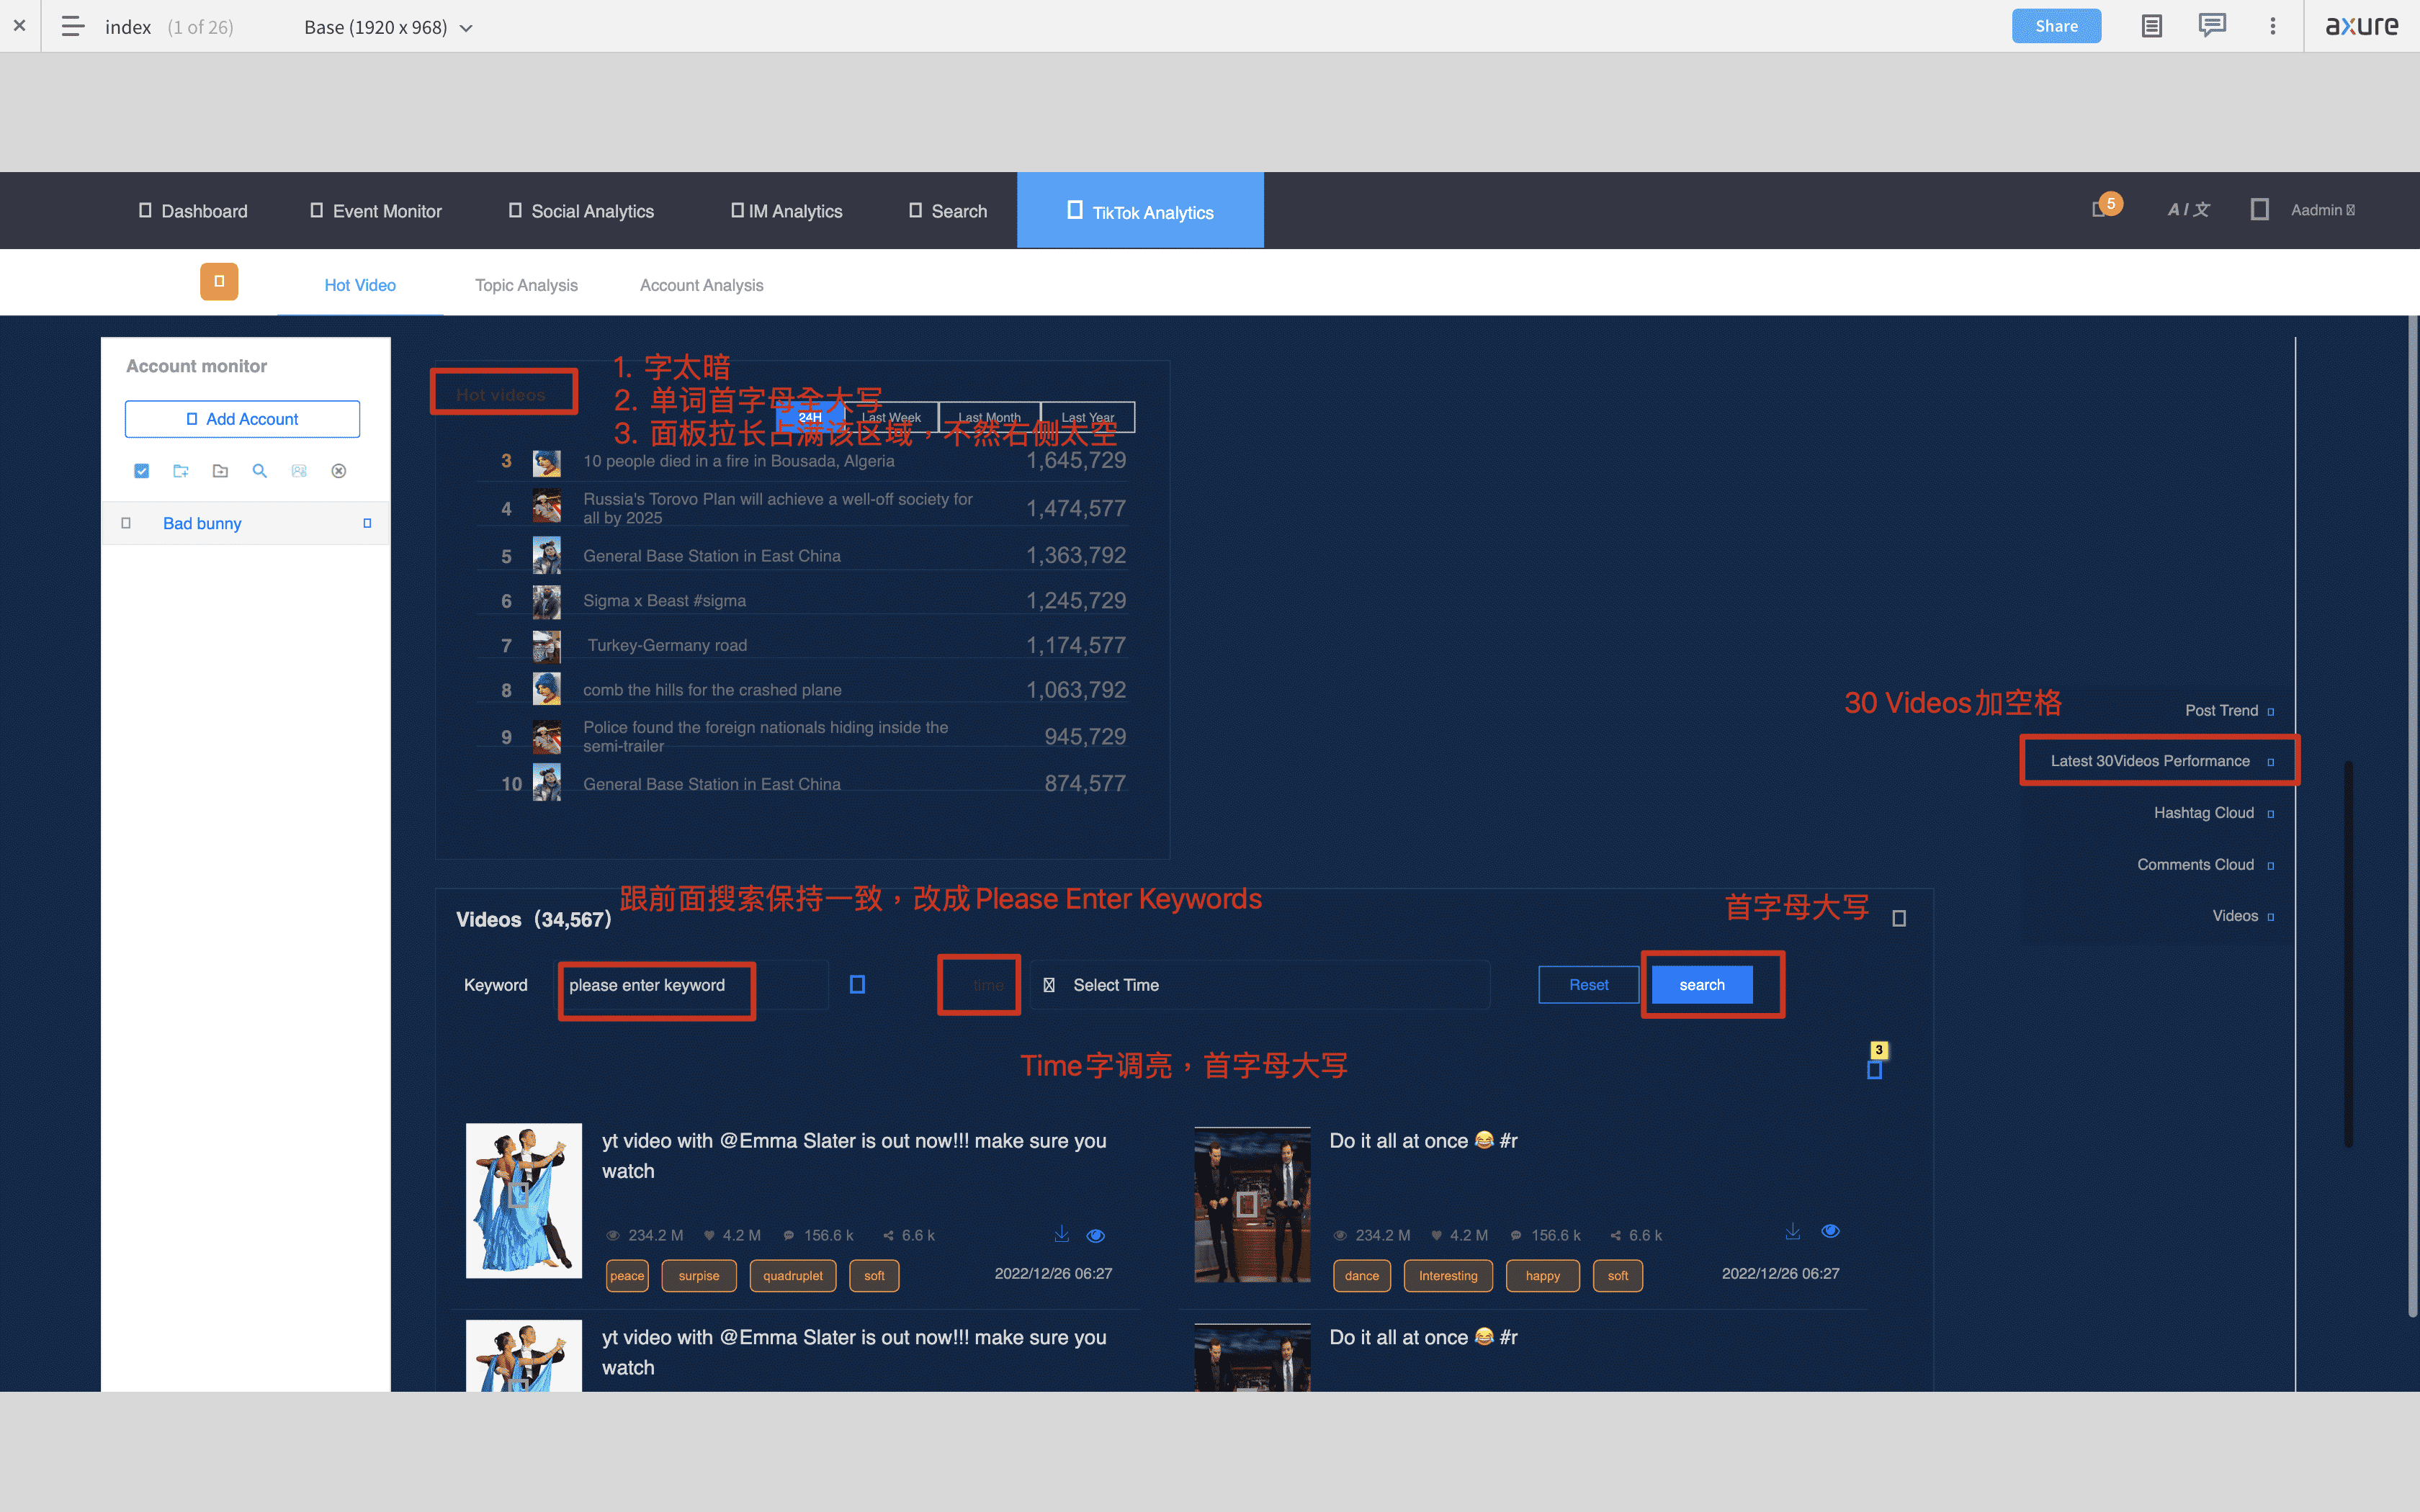 index (1 of 26) Base (1920 x 968) Share axure
Dashboard Event Monitor Social Analytics IM Analytics Search TikTok Analytics 5 A / 文 Aadmin
Hot Video Topic Analysis Account Analysis
Account monitor
Add Account
Bad bunny
Hot videos
1. 字太暗
2. 单词首字母全大写
3. 面板拉长占满该区域，不然右侧太空
24H Last Week Last Month Last Year
3 10 people died in a fire in Bousada, Algeria 1,645,729
4 Russia's Torovo Plan will achieve a well-off society for
all by 2025 1,474,577
5 General Base Station in East China 1,363,792
6 Sigma x Beast #sigma 1,245,729
7 Turkey-Germany road 1,174,577
8 comb the hills for the crashed plane 1,063,792
9 Police found the foreign nationals hiding inside the
semi-trailer 945,729
10 General Base Station in East China 874,577
30 Videos加空格
Post Trend
Latest 30Videos Performance
Hashtag Cloud
Comments Cloud
Videos
跟前面搜索保持一致，改成Please Enter Keywords
首字母大写
Videos（34,567）
Keyword please enter keyword time Select Time Reset search
Time字调亮，首字母大写
3
yt video with @Emma Slater is out now!!! make sure you
watch
234.2 M 4.2 M 156.6 k 6.6 k
peace surpise quadruplet soft 2022/12/26 06:27
Do it all at once 😂 #r
234.2 M 4.2 M 156.6 k 6.6 k
dance Interesting happy soft 2022/12/26 06:27
yt video with @Emma Slater is out now!!! make sure you
watch
Do it all at once 😂 #r